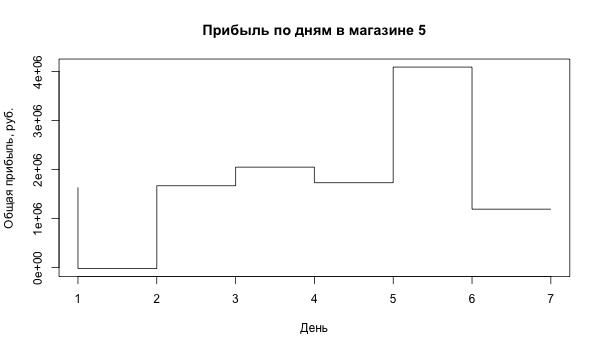 Прибыль по дням в магазине 5
Общая прибыль, руб.
4e+06
3e+06
2e+06
1e+06
0e+00
1 2 3 4 5 6 7
День